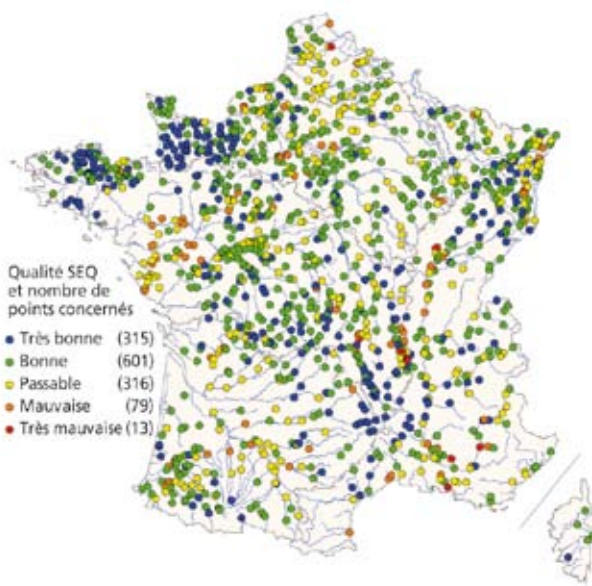 Qualité SEQ
et nombre de
points concernés
Très bonne (315)
Bonne (601)
Passable (316)
Mauvaise (79)
Très mauvaise (13)